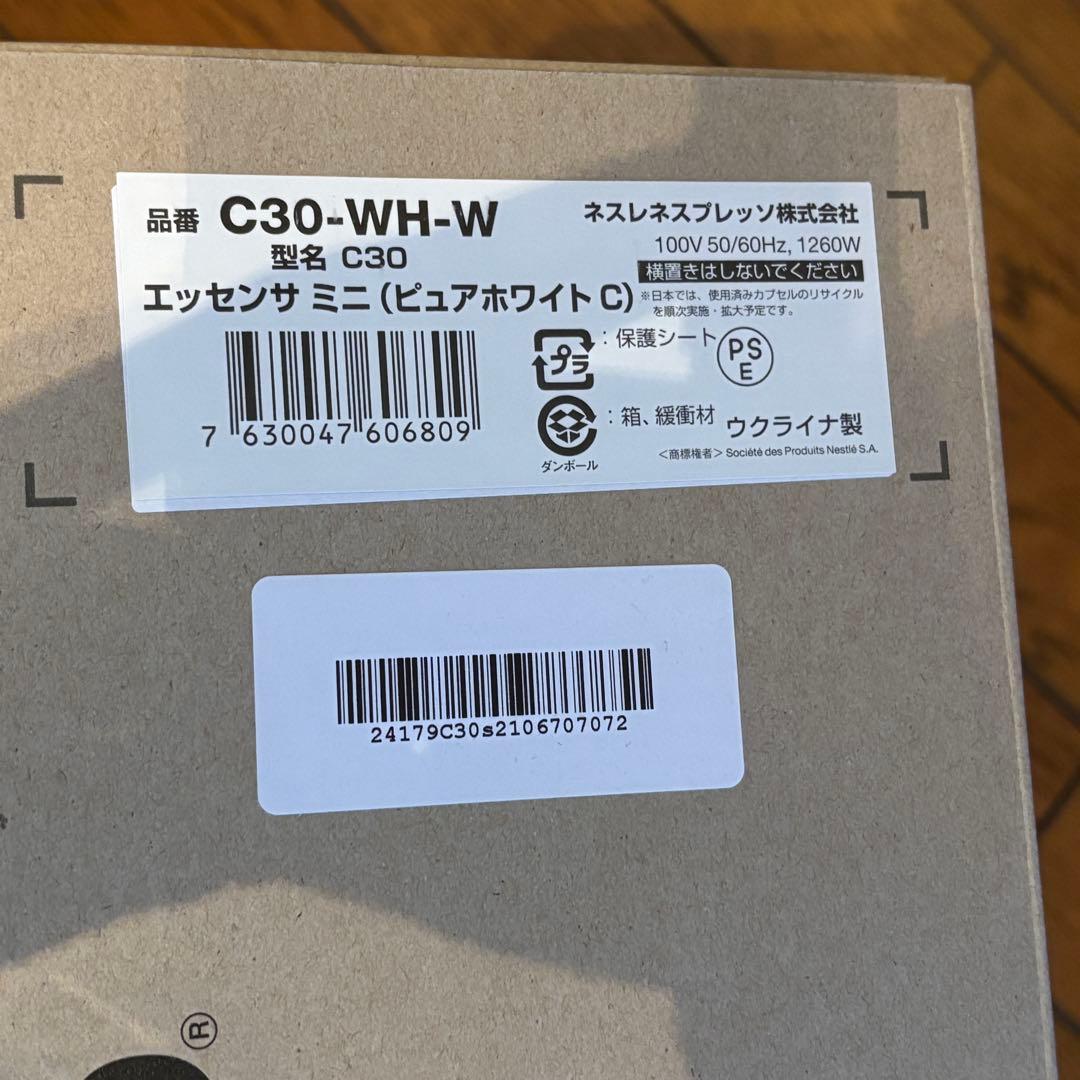 品番 C30-WH-W
型名 C30
エッセンサ ミニ(ピュアホワイト C)
7 630047 606809
ネスレネスプレッソ株式会社
100V 50/60Hz, 1260W
横置きはしないでください
※日本では、使用済みカプセルのリサイクル
を順次実施・拡大予定です。
プラ
:保護シート
PS
E
:箱、緩衝材
ダンボール
ウクライナ製
<商標権者> Société des Produits Nestlé S.A.
24179C30s2106707072
®